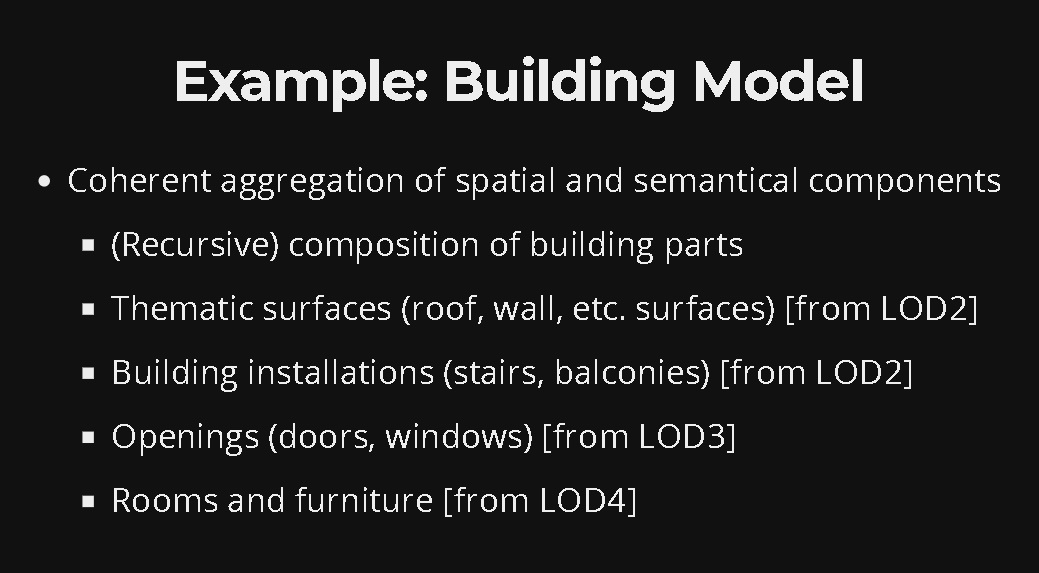 Example: Building Model
Coherent aggregation of spatial and semantical components
(Recursive) composition of building parts
Thematic surfaces (roof, wall, etc. surfaces) [from LOD2]
Building installations (stairs, balconies) [from LOD2]
Openings (doors, windows) [from LOD3]
Rooms and furniture [from LOD4]